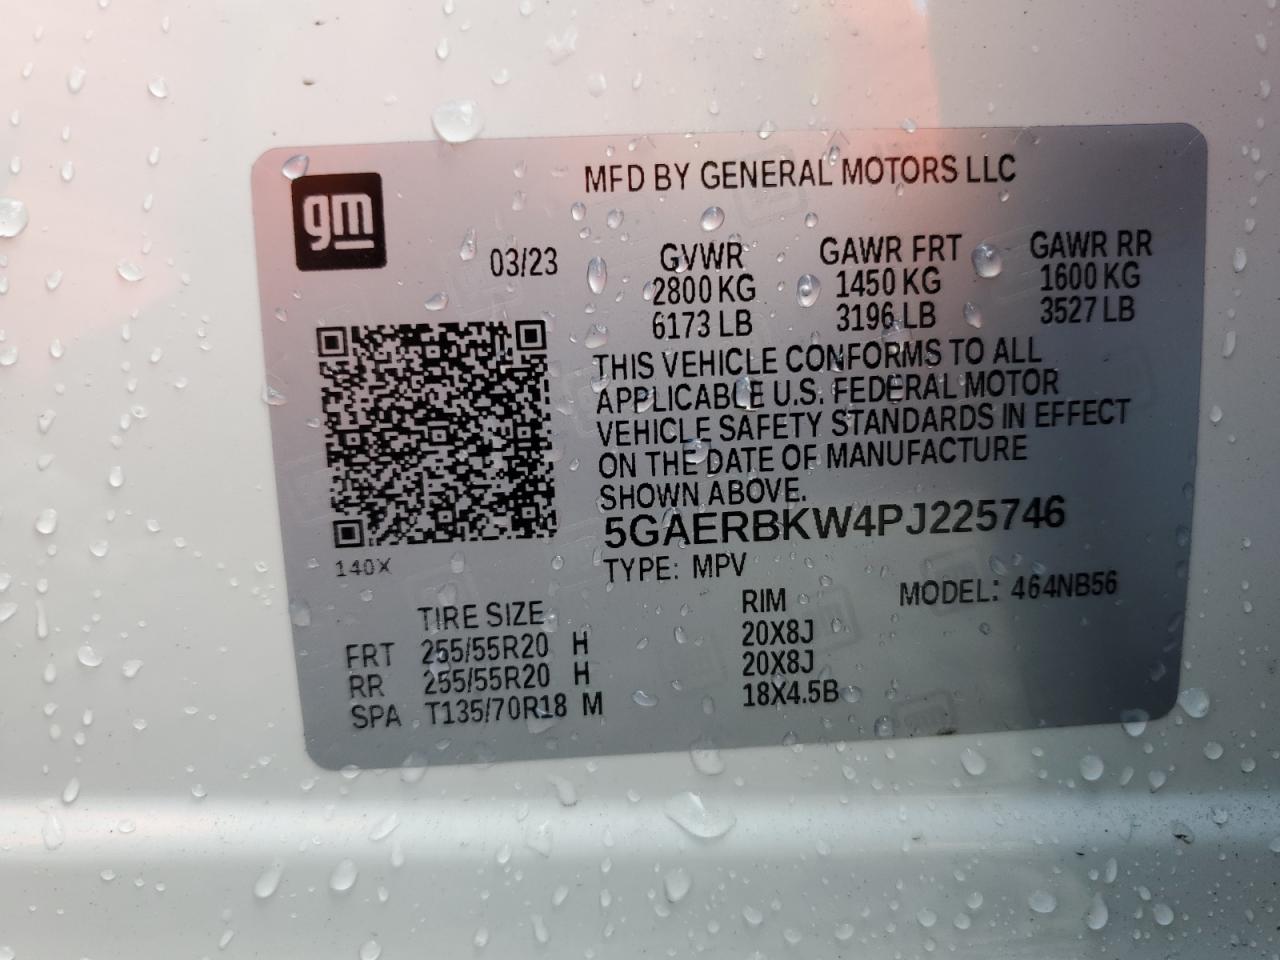 gm
MFD BY GENERAL MOTORS LLC
03/23
GVWR GAWR FRT GAWR RR
2800 KG 1450 KG 1600 KG
6173 LB 3196 LB 3527 LB
THIS VEHICLE CONFORMS TO ALL
APPLICABLE U.S. FEDERAL MOTOR
VEHICLE SAFETY STANDARDS IN EFFECT
ON THE DATE OF MANUFACTURE
SHOWN ABOVE.
5GAERBKW4PJ225746
140X
TYPE: MPV MODEL: 464NB56
TIRE SIZE RIM
FRT 255/55R20 H 20X8J
RR 255/55R20 H 20X8J
SPA T135/70R18 M 18X4.5B